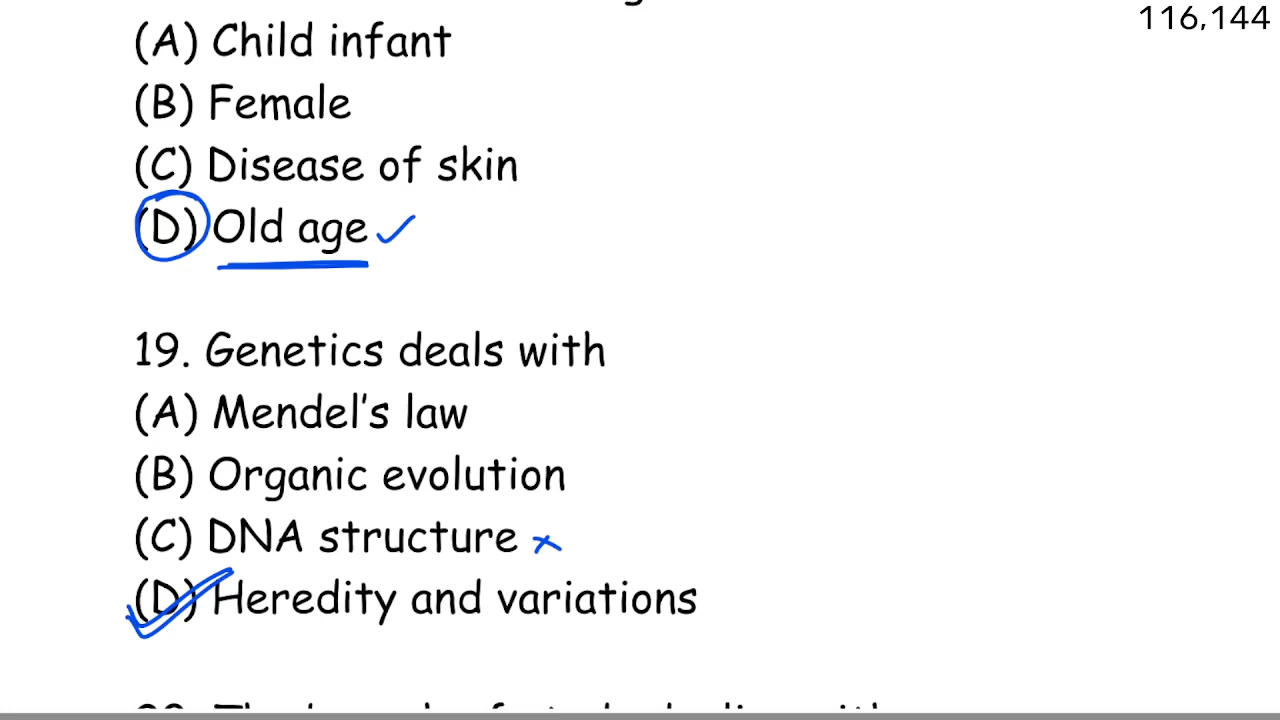 116,144
(A) Child infant
(B) Female
(C) Disease of skin
(D) Old age
19. Genetics deals with
(A) Mendel's law
(B) Organic evolution
(C) DNA structure
(D) Heredity and variations